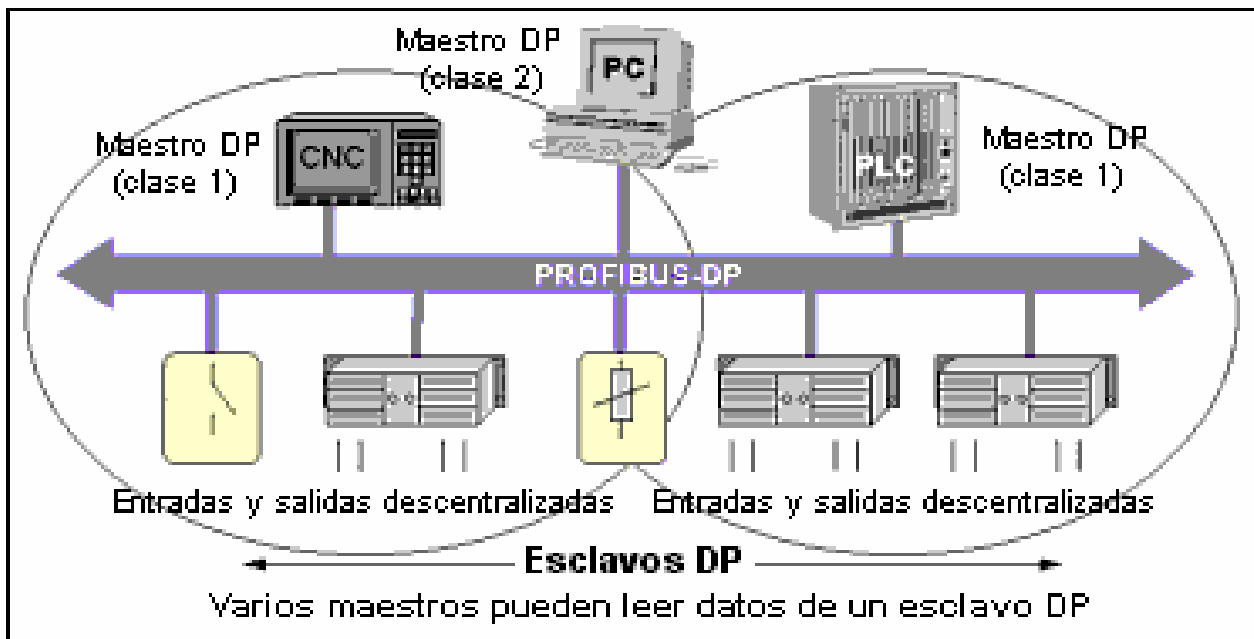 Maestro DP
(clase 2)
PC
Maestro DP
(clase 1)
CNC
PLC
Maestro DP
(clase 1)
PROFIBUS-DP
Entradas y salidas descentralizadas
Entradas y salidas descentralizadas
Esclavos DP
Varios maestros pueden leer datos de un esclavo DP